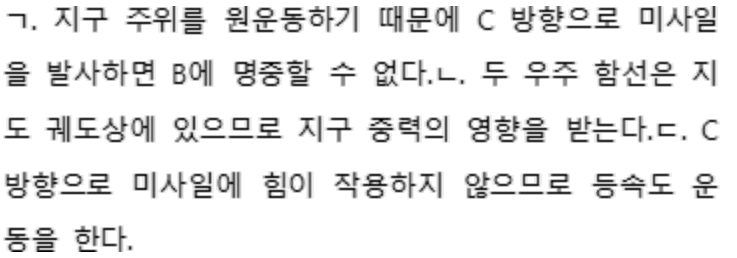 ㄱ. 지구 주위를 원운동하기 때문에 C 방향으로 미사일
을 발사하면 B에 명중할 수 없다.ㄴ. 두 우주 함선은 지
도 궤도상에 있으므로 지구 중력의 영향을 받는다.ㄷ. C
방향으로 미사일에 힘이 작용하지 않으므로 등속도 운
동을 한다.